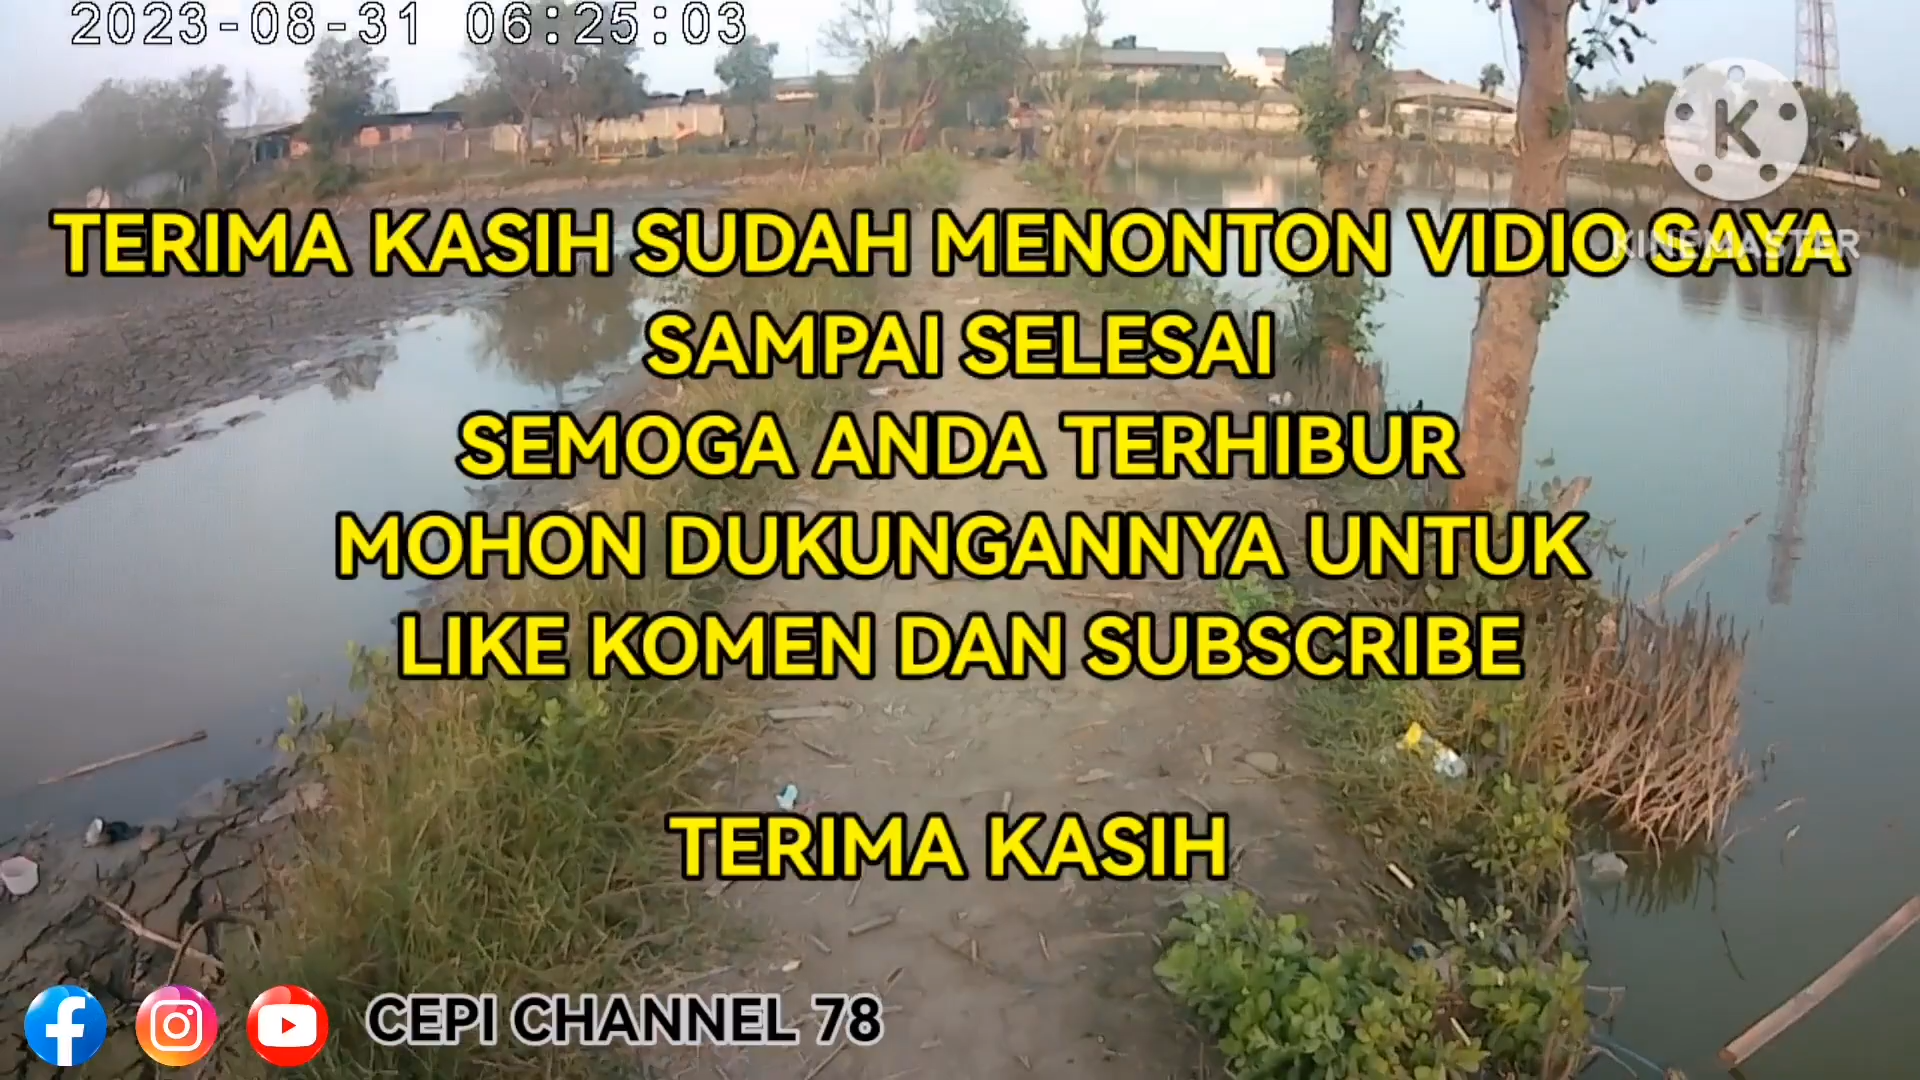 2023-08-31 06:25:03
K
KINEMASTER
TERIMA KASIH SUDAH MENONTON VIDIO SAYA
SAMPAI SELESAI
SEMOGA ANDA TERHIBUR
MOHON DUKUNGANNYA UNTUK
LIKE KOMEN DAN SUBSCRIBE
TERIMA KASIH
CEPI CHANNEL 78